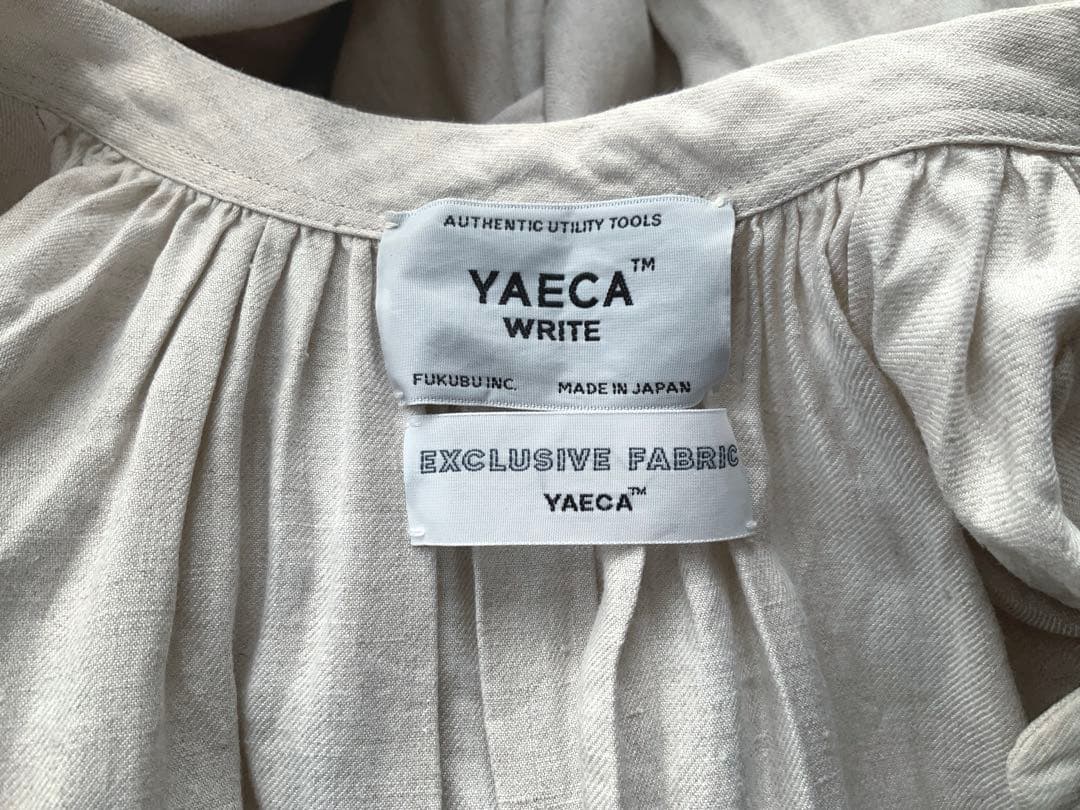 AUTHENTIC UTILITY TOOLS
YAECA™
WRITE
FUKUBU INC. MADE IN JAPAN
EXCLUSIVE FABRIC
YAECA™